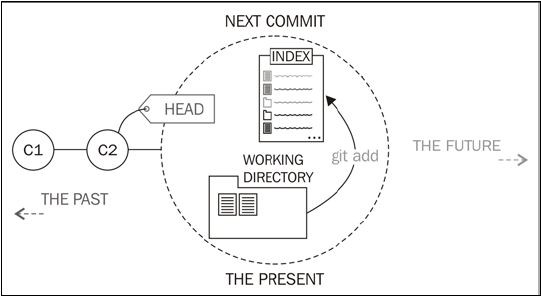 NEXT COMMIT
INDEX
HEAD
C1
C2
WORKING
DIRECTORY
git add
THE FUTURE
THE PAST
THE PRESENT